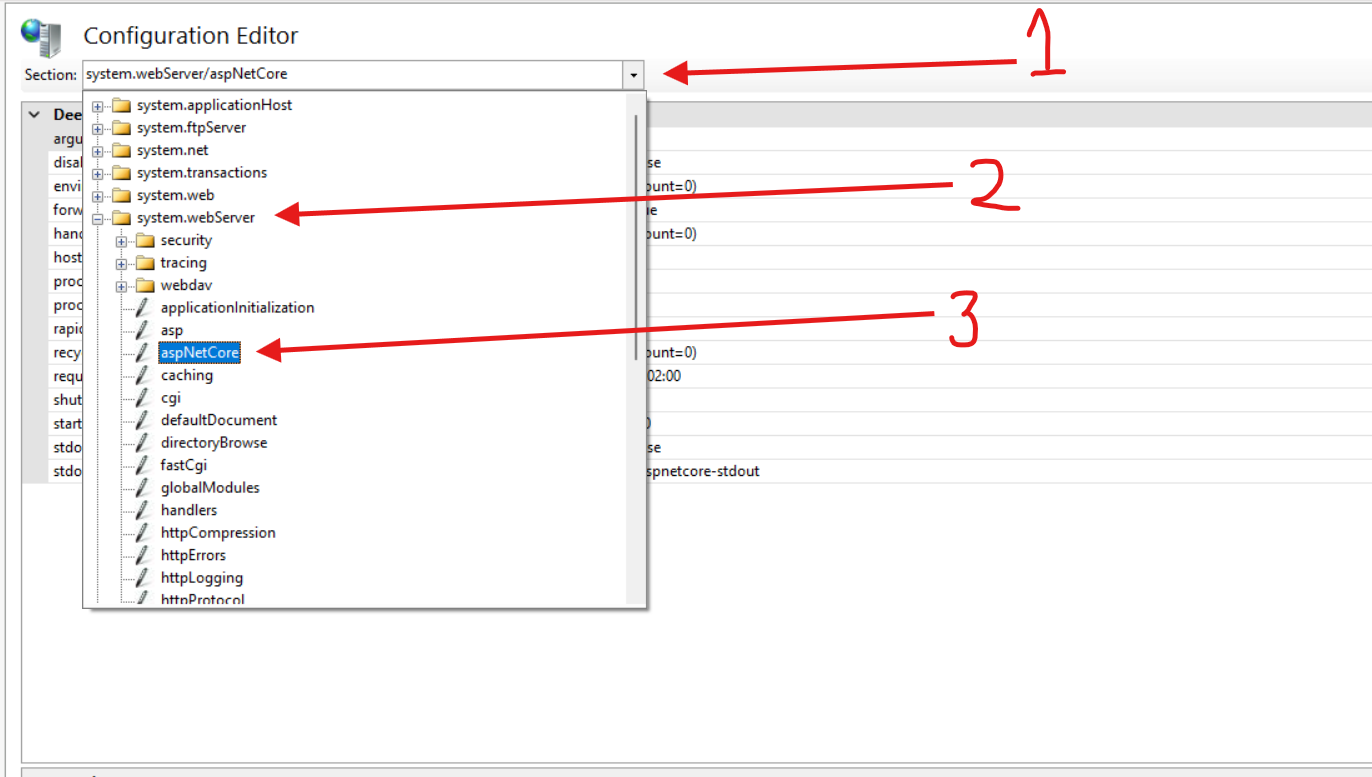 Configuration Editor
1
Section: system.webServer/aspNetCore
system.applicationHost
Dee
system.ftpServer
argu
system.net
disal
se
system.transactions
envi
ount=0)
2
system.web
forw
ue
system.webServer
hand
ount=0)
security
host
tracing
proc
webdav
proc
applicationInitialization
3
rapid
asp
recy
aspNetCore
ount=0)
requ
caching
02:00
shut
cgi
start
defaultDocument
0
stdo
directoryBrowse
se
stdo
fastCgi
spnetcore-stdout
globalModules
handlers
httpCompression
httpErrors
httpLogging
httpProtocol